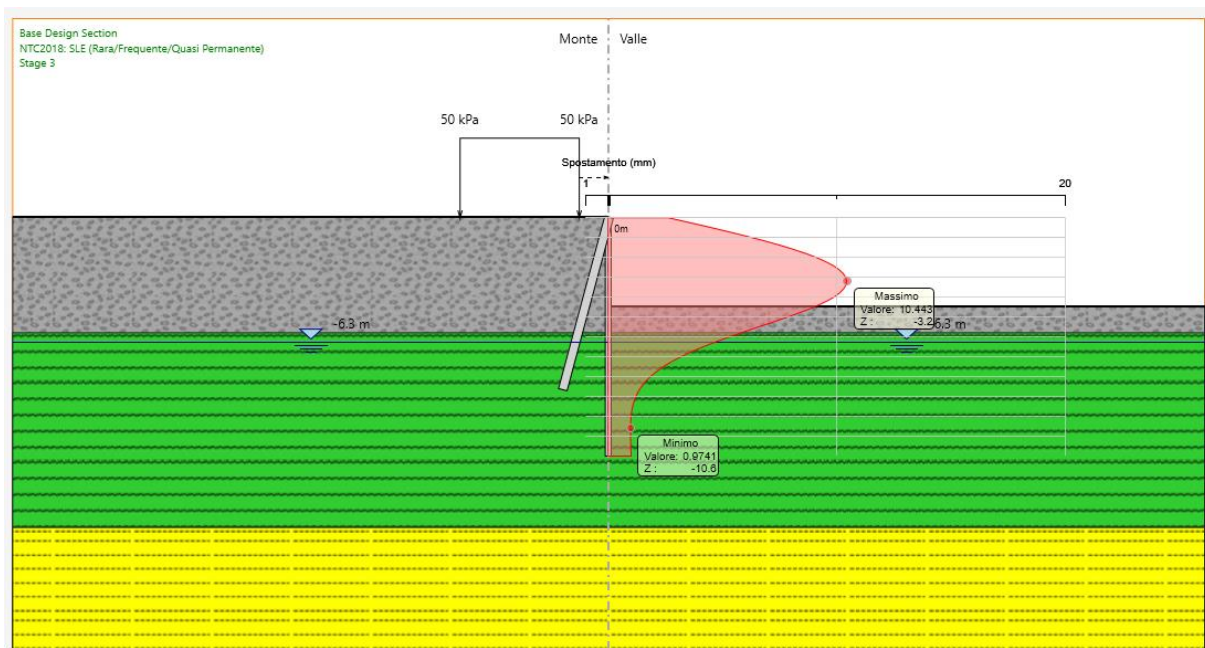 Base Design Section
NTC2018: SLE (Rara/Frequente/Quasi Permanente)
Stage 3
Monte
Valle
50 kPa
50 kPa
Spostamento (mm)
1
20
0m
Massimo
Valore: 10.443
Z : -3.2
-6.3 m
6.3 m
Minimo
Valore: 0.9741
Z : -10.6